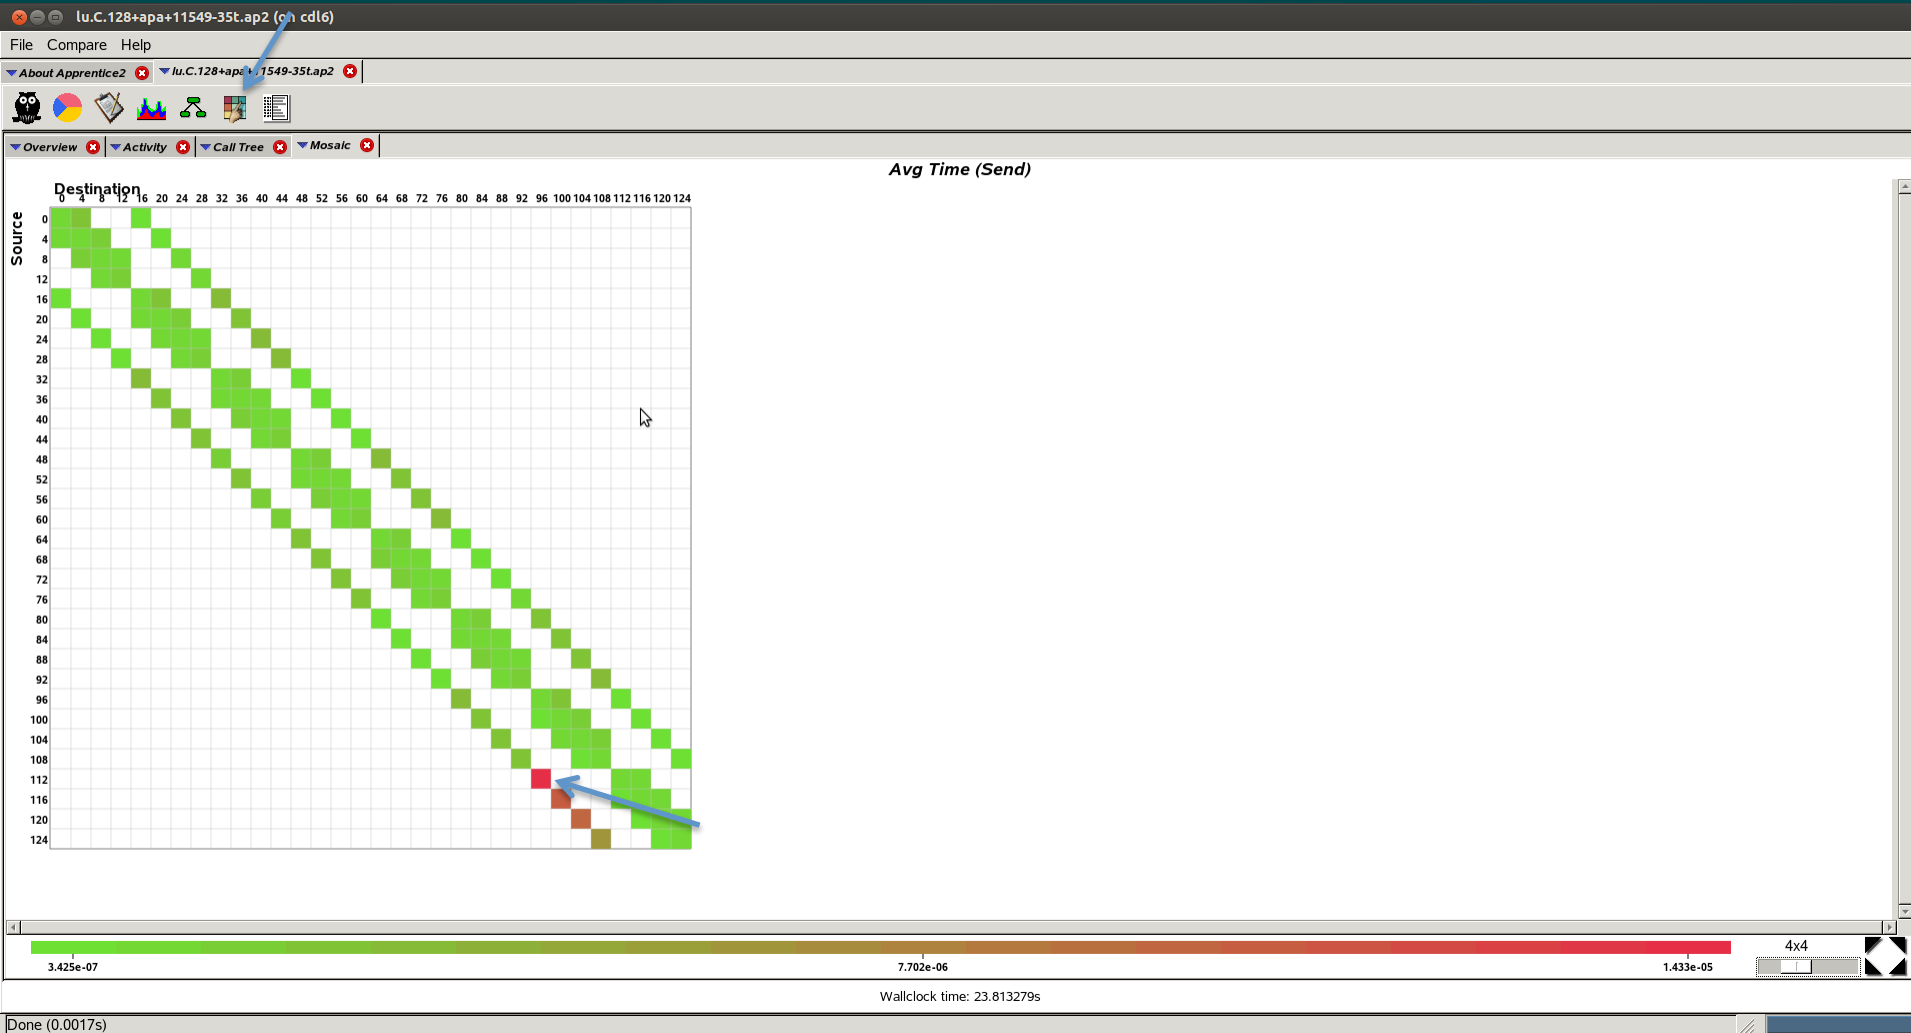 lu.C.128+apa+11549-35t.ap2 (on cdl6)
File Compare Help
About Apprentice2 lu.C.128+apa+11549-35t.ap2
Overview Activity Call Tree Mosaic
Avg Time (Send)
Destination
0 4 8 12 16 20 24 28 32 36 40 44 48 52 56 60 64 68 72 76 80 84 88 92 96 100 104 108 112 116 120 124
Source
0
4
8
12
16
20
24
28
32
36
40
44
48
52
56
60
64
68
72
76
80
84
88
92
96
100
104
108
112
116
120
124
4x4
3.425e-07 7.702e-06 1.433e-05
Wallclock time: 23.813279s
Done (0.0017s)